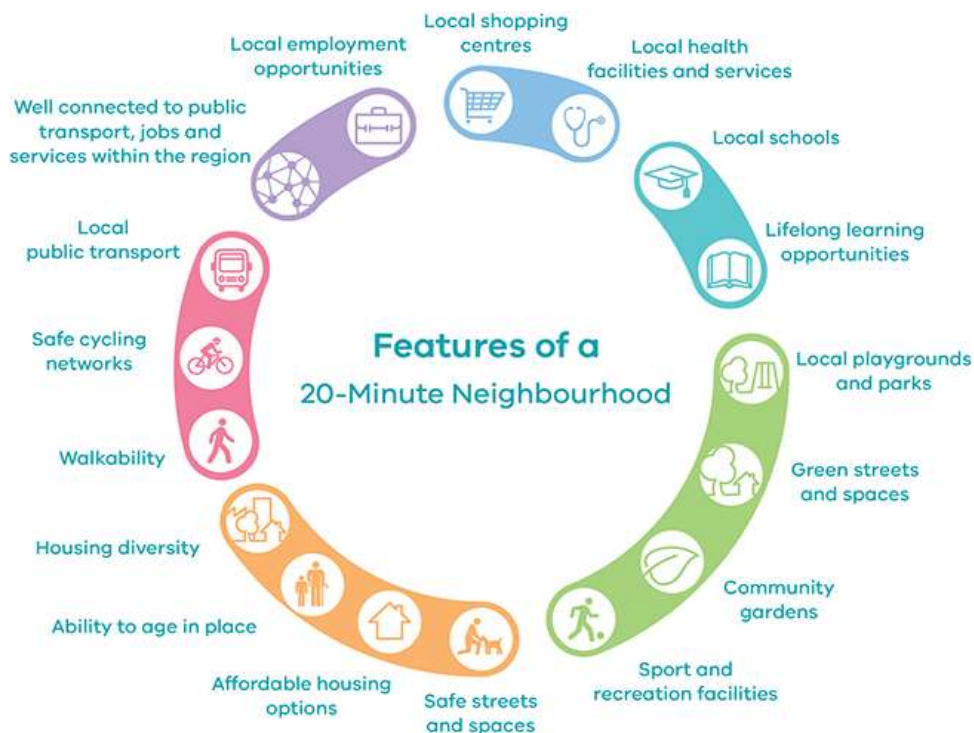 Features of a
20-Minute Neighbourhood
Local shopping
centres
Local health
facilities and services
Local schools
Lifelong learning
opportunities
Local playgrounds
and parks
Green streets
and spaces
Community
gardens
Sport and
recreation facilities
Safe streets
and spaces
Affordable housing
options
Ability to age in place
Housing diversity
Walkability
Safe cycling
networks
Local
public transport
Well connected to public
transport, jobs and
services within the region
Local employment
opportunities